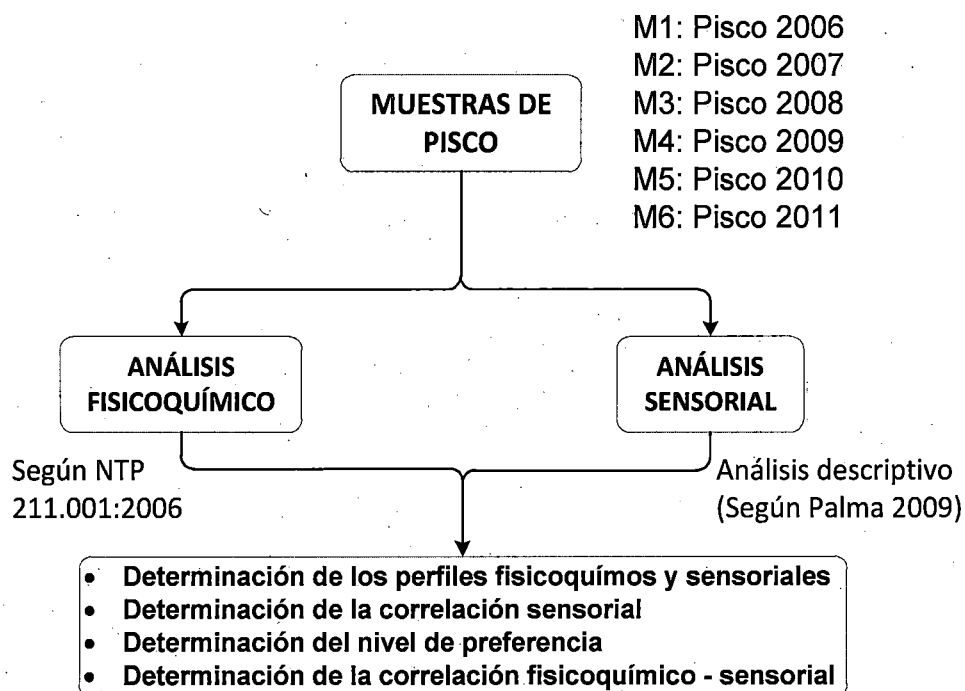 M1: Pisco 2006
M2: Pisco 2007
M3: Pisco 2008
M4: Pisco 2009
M5: Pisco 2010
M6: Pisco 2011
MUESTRAS DE
PISCO
ANÁLISIS
FISICOQUÍMICO
ANÁLISIS
SENSORIAL
Según NTP
211.001:2006
Análisis descriptivo
(Según Palma 2009)
• Determinación de los perfiles fisicoquímos y sensoriales
• Determinación de la correlación sensorial
• Determinación del nivel de preferencia
• Determinación de la correlación fisicoquímico - sensorial